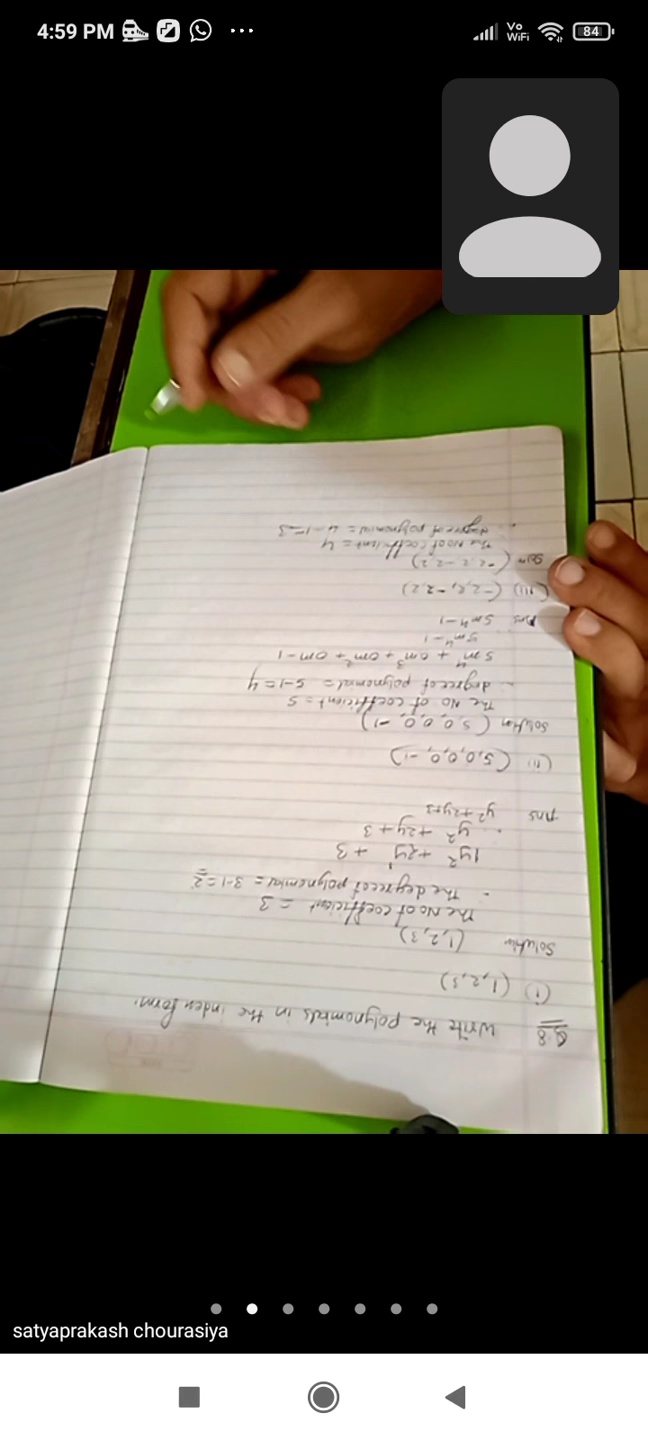 4:59 PM
Vo
WiFi
84
Q.8 Write the polynomials in the index form.
(i) (1, 2, 3)
Solution (1, 2, 3)
The No of coefficient = 3
∴ The degree of polynomial = 3-1=2
1y² + 2y¹ + 3
∴ y² + 2y + 3
Ans y²+2y+3
(ii) (5, 0, 0, 0, -1)
Solution (5, 0, 0, 0, -1)
The No of coefficient = 5
∴ degree of polynomial = 5-1=4
5m⁴ + 0m³ + 0m² + 0m - 1
5m⁴ - 1
Ans 5m⁴-1
(iii) (-2, 2, -2, 2)
Soln (-2, 2, -2, 2)
The No of coefficient = 4
∴ degree of polynomial = 4-1=3
satyaprakash chourasiya